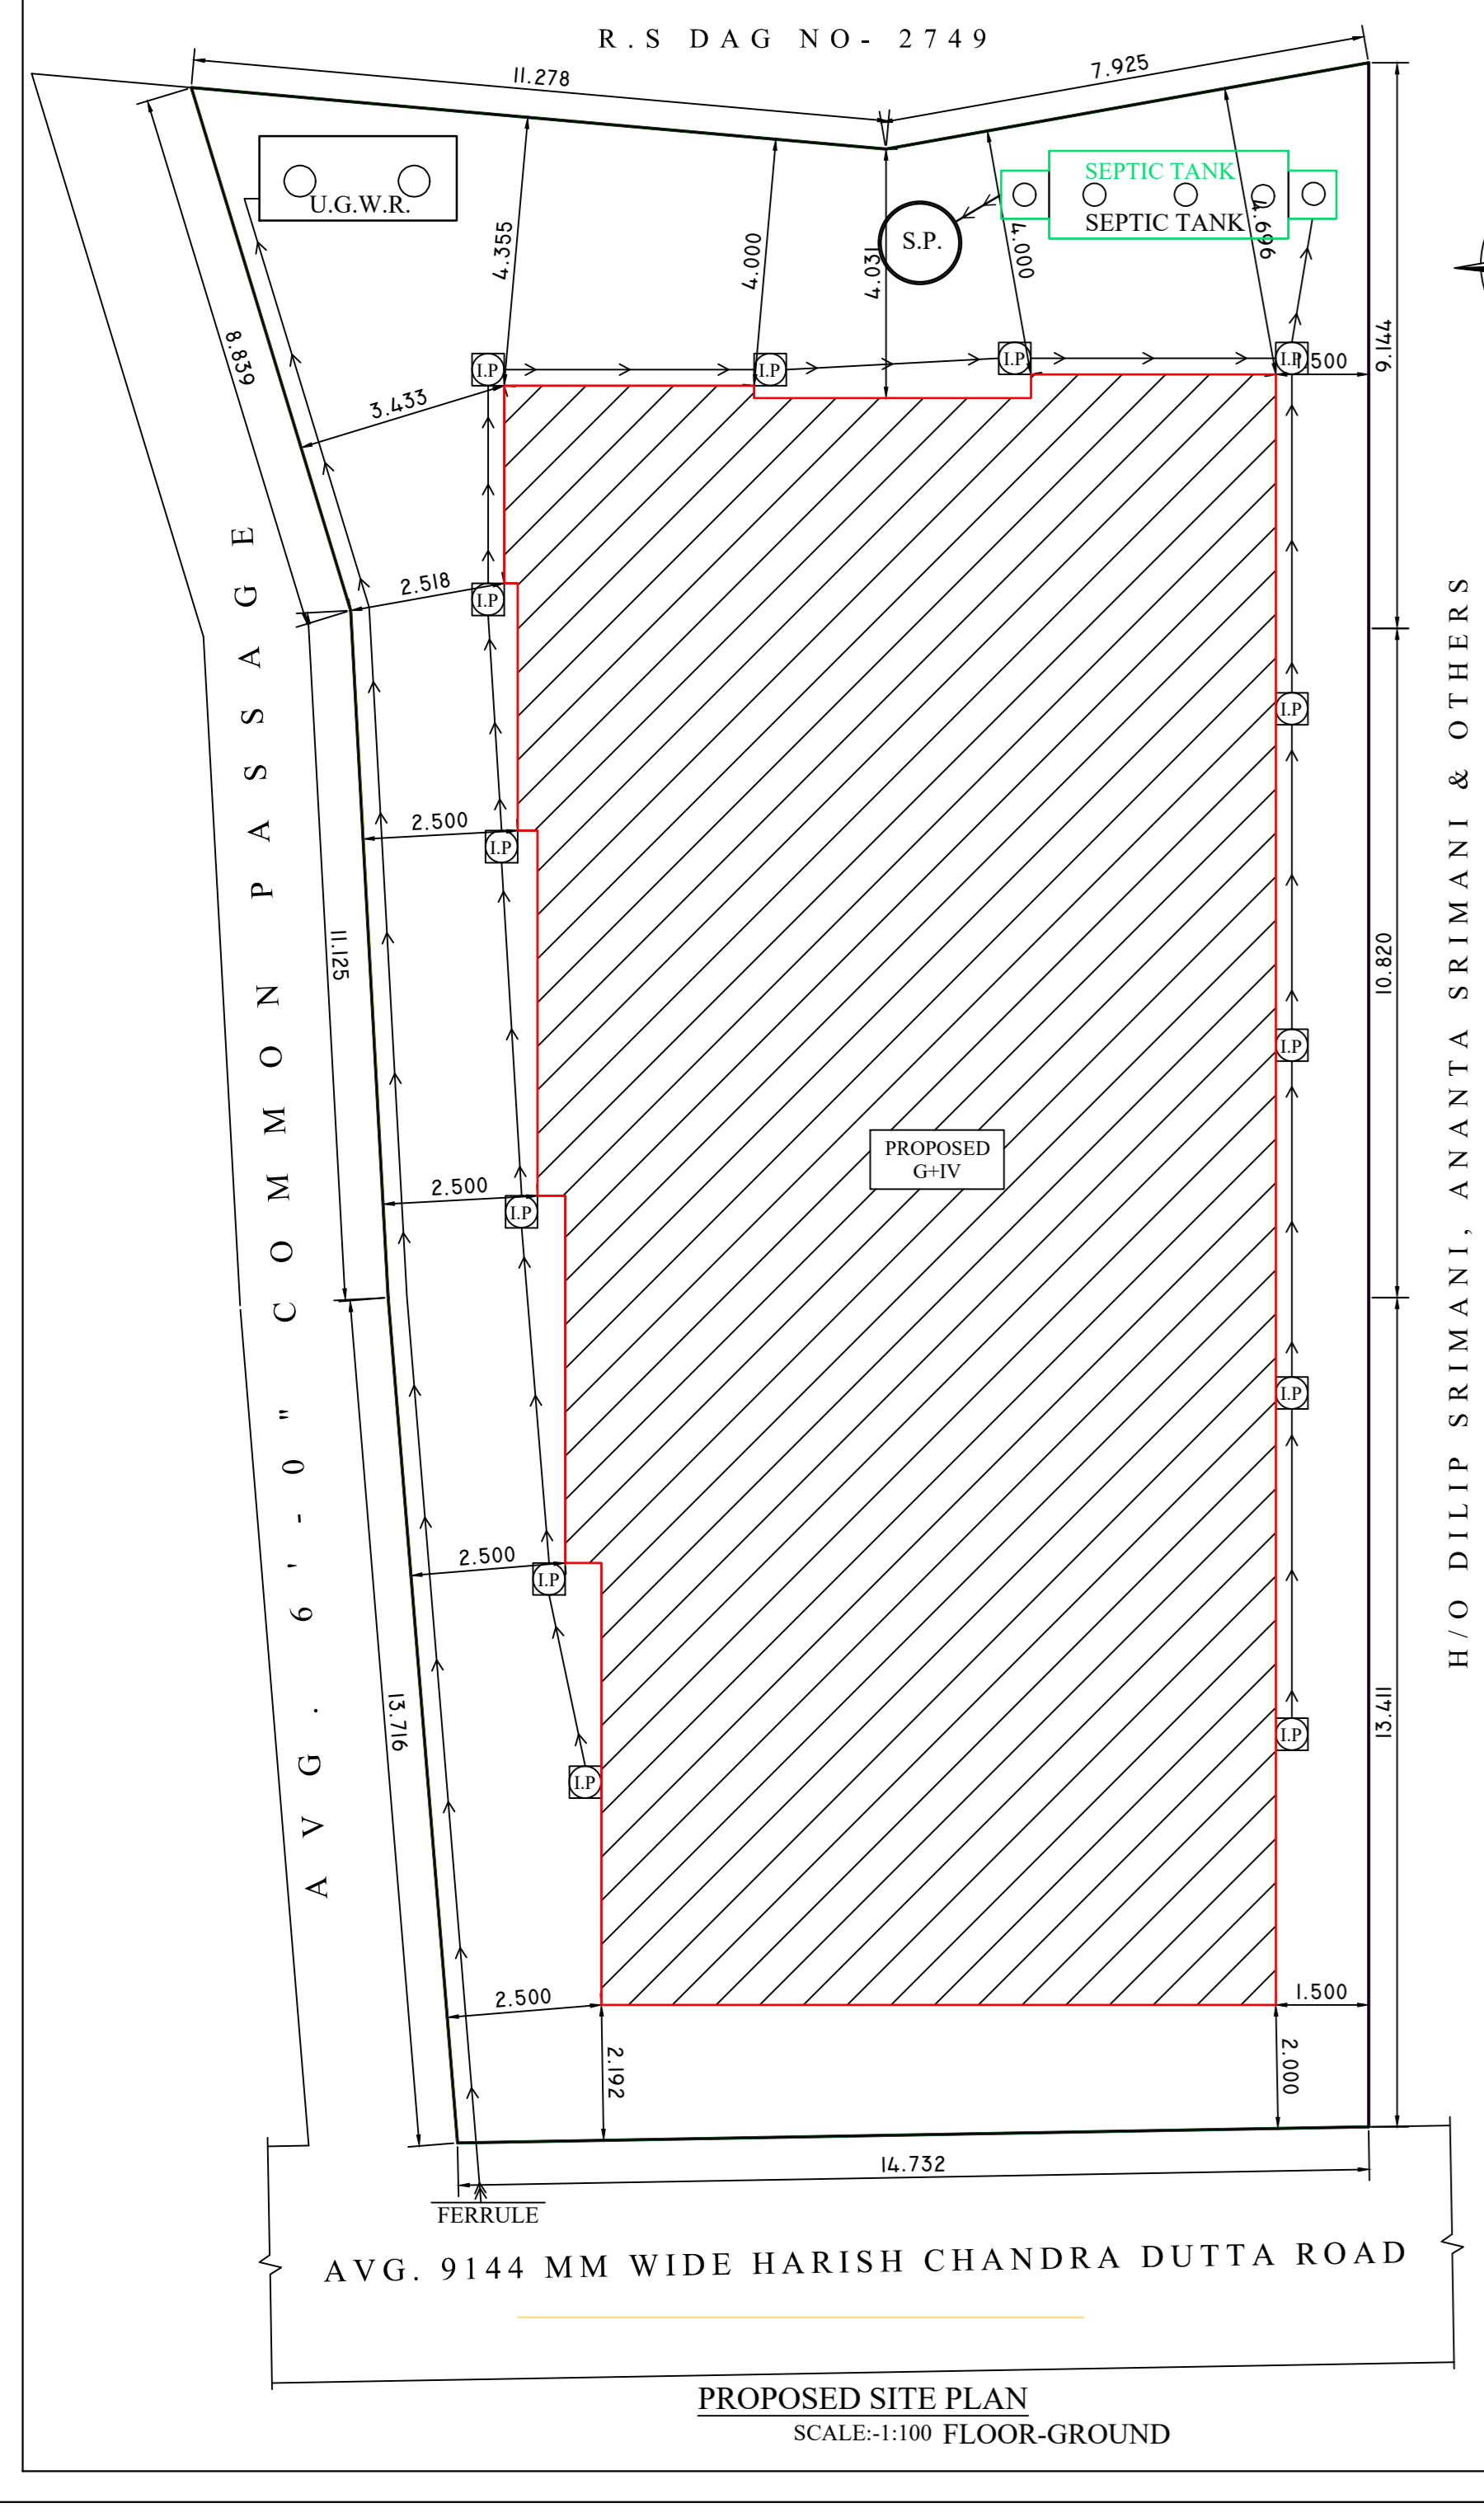 R.S DAG NO- 2749
11.278
7.925
U.G.W.R.
SEPTIC TANK
SEPTIC TANK
S.P.
4.355
4.000
4.031
4.000
4.696
8.839
3.433
I.P
I.P
I.P
I.P
1.500
9.144
2.518
I.P
I.P
2.500
I.P
11.125
10.820
I.P
AVG. 6'-0" COMMON PASSAGE
H/O DILIP SRIMANI, ANANTA SRIMANI & OTHERS
PROPOSED
G+IV
2.500
I.P
I.P
2.500
I.P
13.716
13.411
I.P
I.P
2.500
1.500
2.192
2.000
14.732
FERRULE
AVG. 9144 MM WIDE HARISH CHANDRA DUTTA ROAD
PROPOSED SITE PLAN
SCALE:-1:100 FLOOR-GROUND